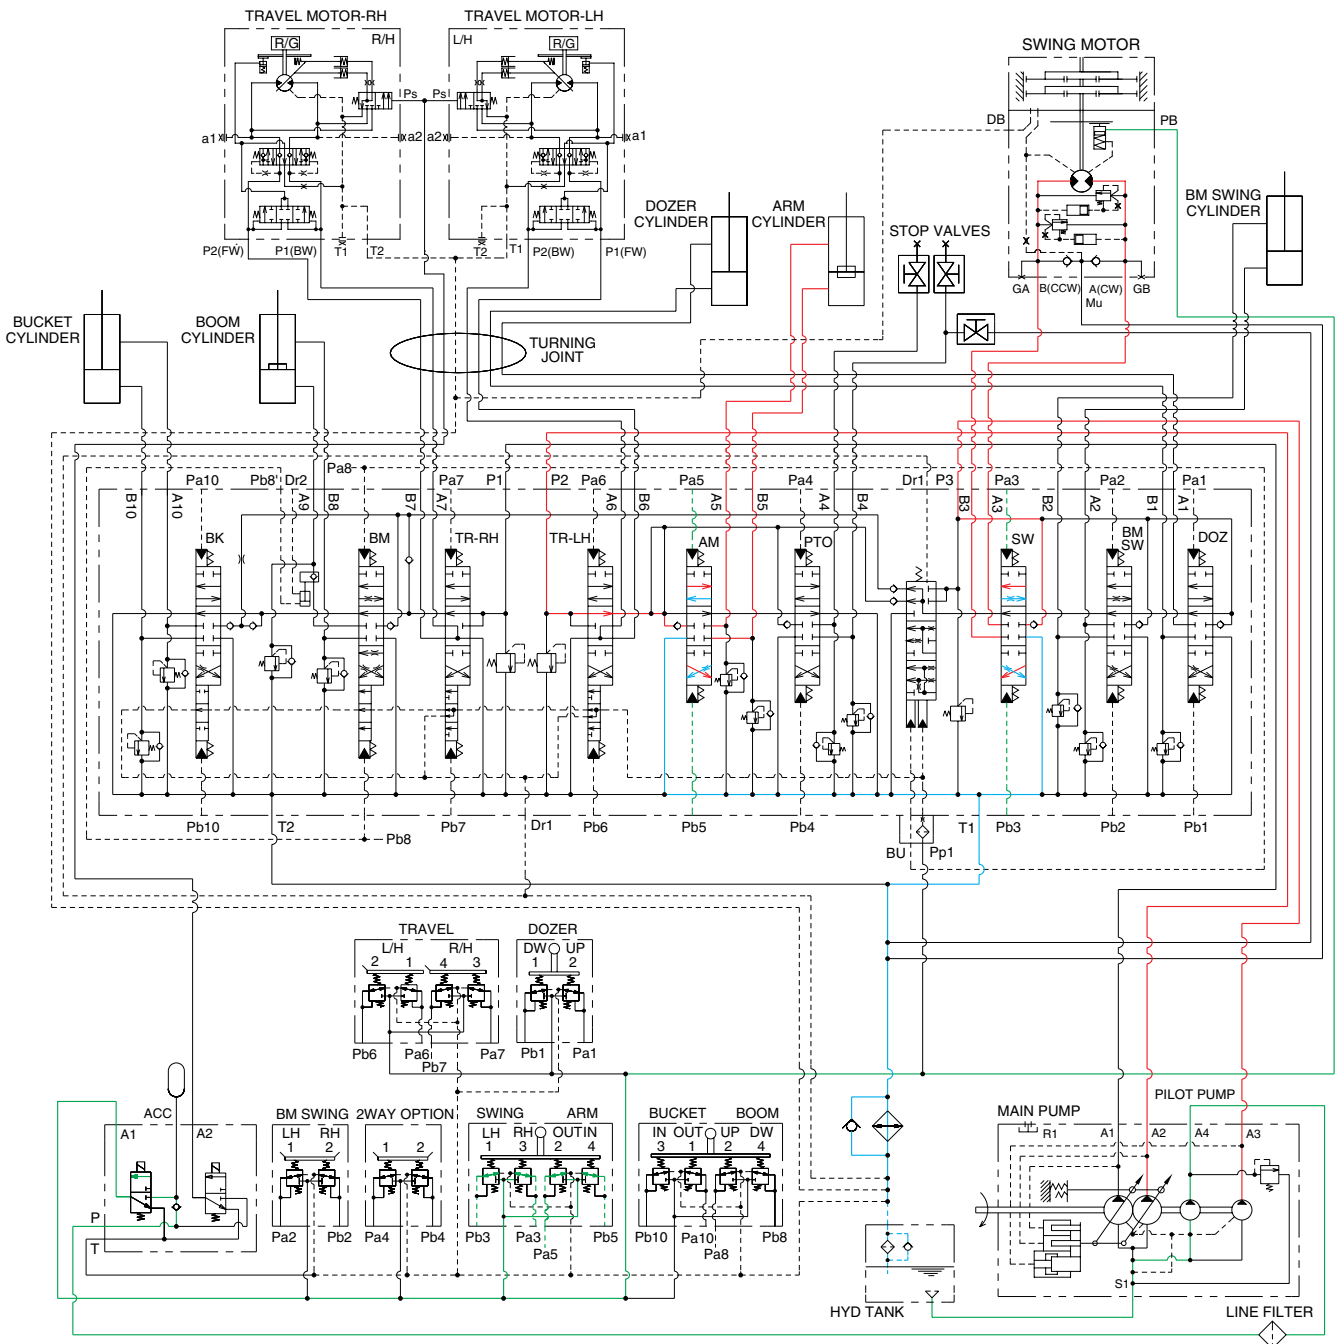 TRAVEL MOTOR-RH
TRAVEL MOTOR-LH
SWING MOTOR
R/G
R/H
L/H
R/G
Ps
Ps
DB
PB
a1
a2
a2
a1
DOZER
CYLINDER
ARM
CYLINDER
BM SWING
CYLINDER
STOP VALVES
P2(FW)
P1(BW)
T1
T2
T2
T1
P2(BW)
P1(FW)
GA
B(CCW)
A(CW)
GB
Mu
BUCKET
CYLINDER
BOOM
CYLINDER
TURNING
JOINT
Pa10
Pb8'
Dr2
Pa8
Pa7
P1
P2
Pa6
Pa5
Pa4
Dr1
P3
Pa3
Pa2
Pa1
B10
A10
A9
B8
B7
A7
A6
B6
A5
B5
A4
B4
B3
A3
B2
A2
B1
A1
BK
BM
TR-RH
TR-LH
AM
PTO
SW
BM
SW
DOZ
Pb10
T2
Pb8
Pb7
Dr1
Pb6
Pb5
Pb4
BU
Pp1
T1
Pb3
Pb2
Pb1
TRAVEL
L/H
R/H
2
1
4
3
DOZER
DW
UP
1
2
Pb6
Pa6
Pb7
Pa7
Pb1
Pa1
ACC
A1
A2
P
T
BM SWING
LH
RH
1
2
Pa2
Pb2
2WAY OPTION
1
2
Pa4
Pb4
SWING
ARM
LH
RH
OUT
IN
1
3
2
4
Pb3
Pa3
Pa5
Pb5
BUCKET
BOOM
IN
OUT
UP
DW
3
1
2
4
Pb10
Pa10
Pa8
Pb8
HYD TANK
MAIN PUMP
PILOT PUMP
R1
A1
A2
A4
A3
S1
LINE FILTER